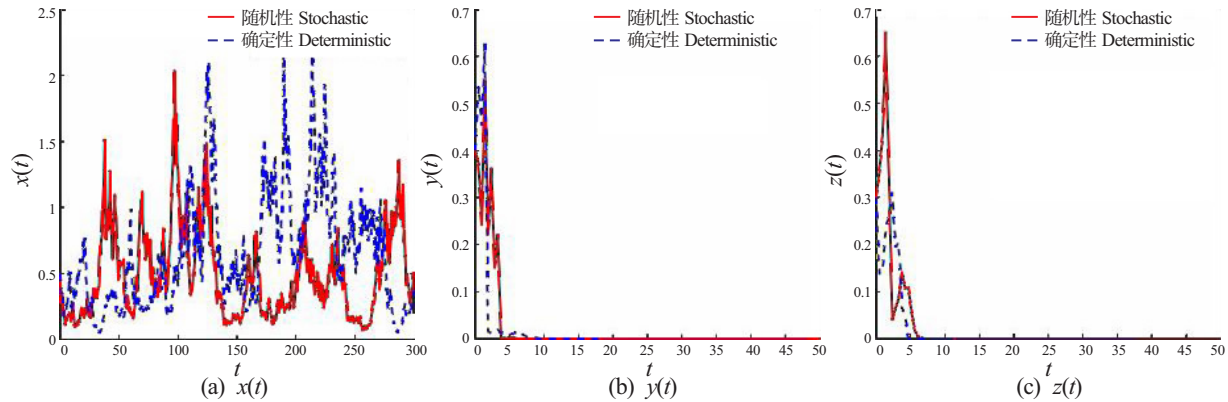 随机性 Stochastic
确定性 Deterministic
2.5
2
1.5
1
0.5
0
x(t)
0 50 100 150 200 250 300
t
(a) x(t)
随机性 Stochastic
确定性 Deterministic
0.7
0.6
0.5
0.4
0.3
0.2
0.1
0
y(t)
0 5 10 15 20 25 30 35 40 45 50
t
(b) y(t)
随机性 Stochastic
确定性 Deterministic
0.7
0.6
0.5
0.4
0.3
0.2
0.1
0
z(t)
0 5 10 15 20 25 30 35 40 45 50
t
(c) z(t)